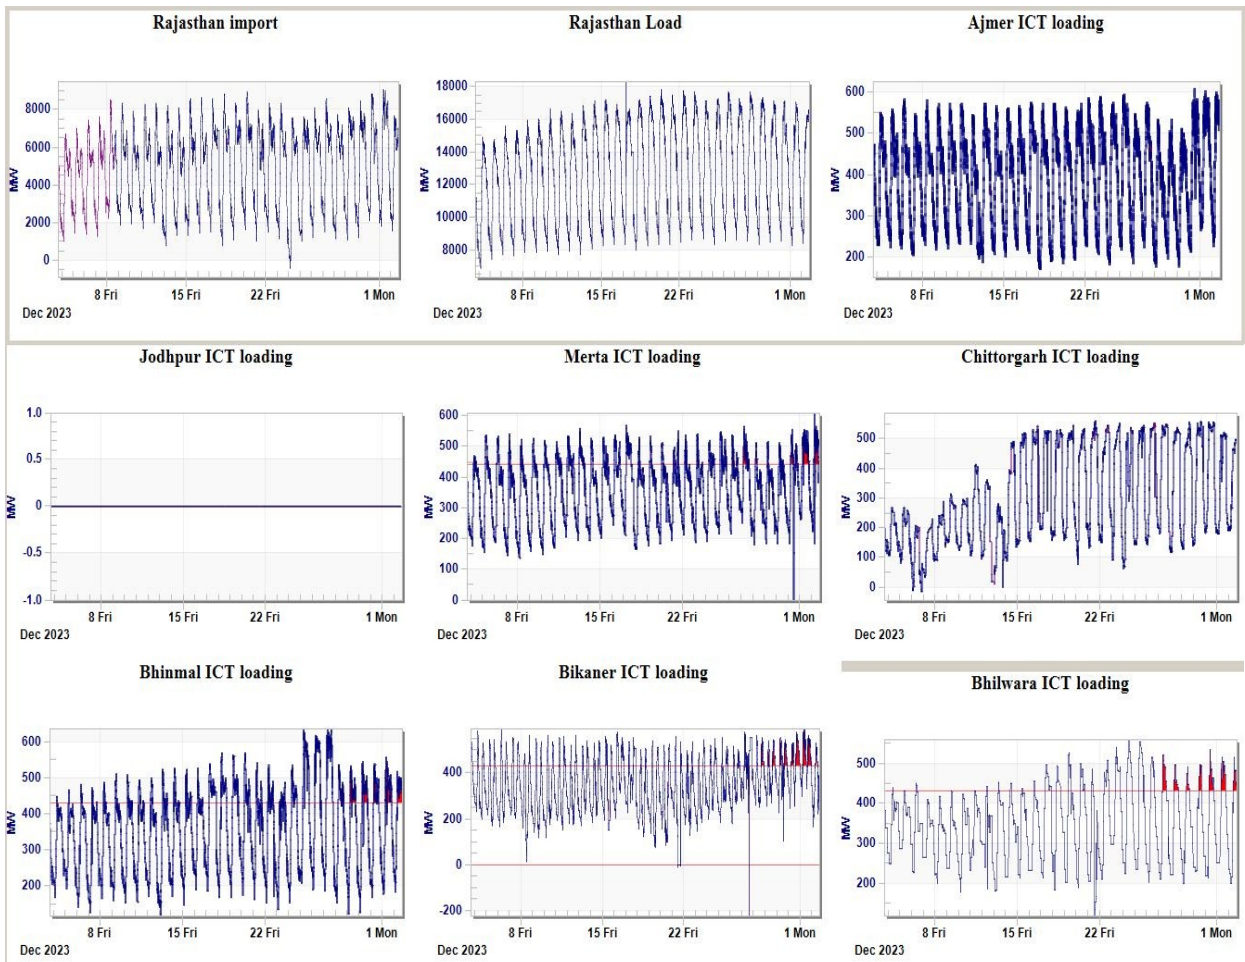 Rajasthan import
Rajasthan Load
Ajmer ICT loading
8000
6000
4000
2000
0
MW
8 Fri 15 Fri 22 Fri 1 Mon
Dec 2023
18000
16000
14000
12000
10000
8000
MW
8 Fri 15 Fri 22 Fri 1 Mon
Dec 2023
600
500
400
300
200
MW
8 Fri 15 Fri 22 Fri 1 Mon
Dec 2023
Jodhpur ICT loading
Merta ICT loading
Chittorgarh ICT loading
1.0
0.5
0
-0.5
-1.0
MW
8 Fri 15 Fri 22 Fri 1 Mon
Dec 2023
600
500
400
300
200
100
0
MW
8 Fri 15 Fri 22 Fri 1 Mon
Dec 2023
500
400
300
200
100
0
MW
8 Fri 15 Fri 22 Fri 1 Mon
Dec 2023
Bhinmal ICT loading
Bikaner ICT loading
Bhilwara ICT loading
600
500
400
300
200
MW
8 Fri 15 Fri 22 Fri 1 Mon
Dec 2023
400
200
0
-200
MW
8 Fri 15 Fri 22 Fri 1 Mon
Dec 2023
500
400
300
200
MW
8 Fri 15 Fri 22 Fri 1 Mon
Dec 2023